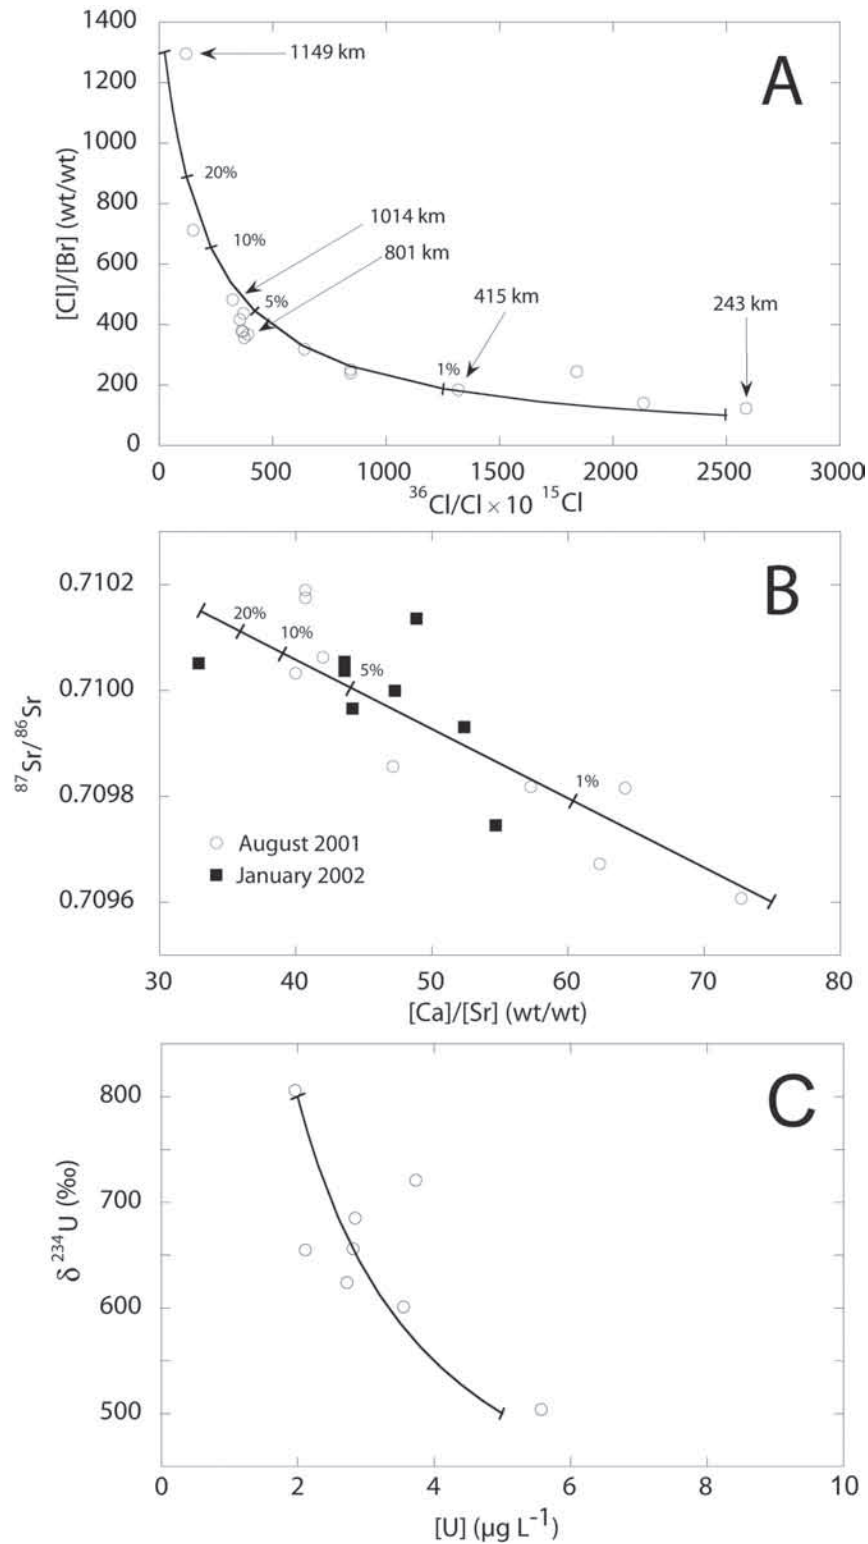 1400
1200
1000
800
600
400
200
0
[Cl]/[Br] (wt/wt)
A
1149 km
20%
10%
1014 km
801 km
5%
415 km
243 km
1%
0 500 1000 1500 2000 2500 3000
³⁶Cl/Cl × 10 ¹⁵Cl
0.7102
0.7100
0.7098
0.7096
⁸⁷Sr/⁸⁶Sr
B
20%
10%
5%
1%
August 2001
January 2002
30 40 50 60 70 80
[Ca]/[Sr] (wt/wt)
800
700
600
500
δ ²³⁴U (‰)
C
0 2 4 6 8 10
[U] (µg L⁻¹)